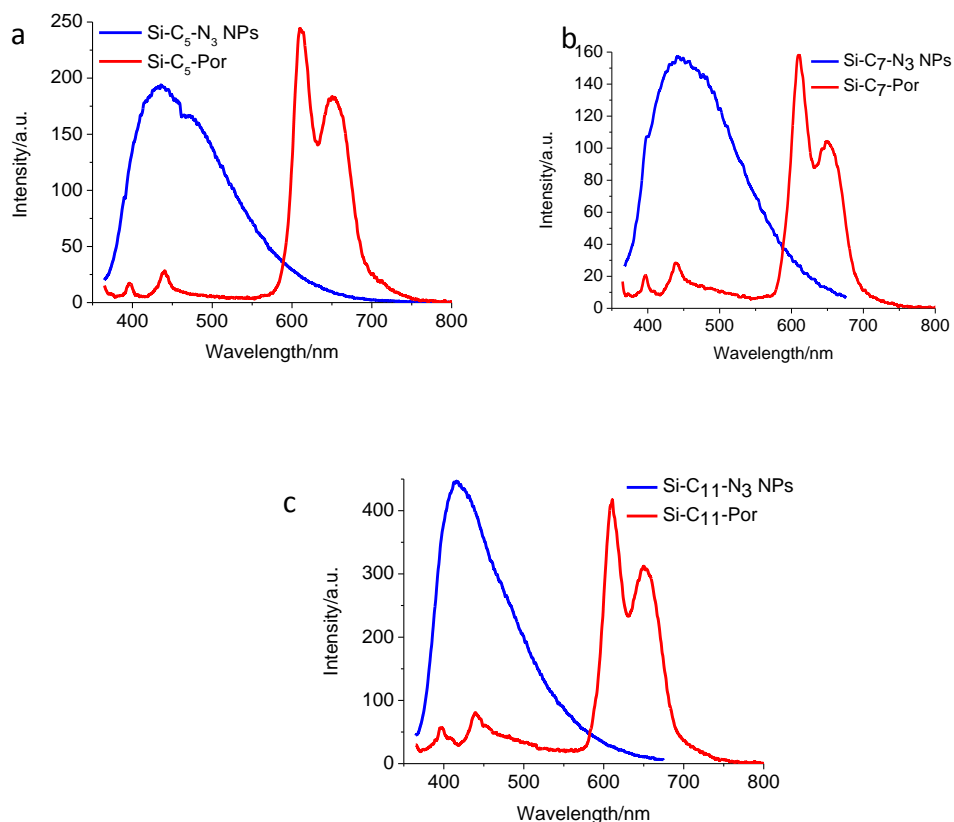 a
Si-C₅-N₃ NPs
Si-C₅-Por
250
200
150
100
50
0
Intensity/a.u.
400 500 600 700 800
Wavelength/nm
b
Si-C7-N3 NPs
Si-C7-Por
160
140
120
100
80
60
40
20
0
Intensity/a.u.
400 500 600 700 800
Wavelength/nm
c
Si-C11-N3 NPs
Si-C11-Por
400
300
200
100
0
Intensity/a.u.
400 500 600 700 800
Wavelength/nm